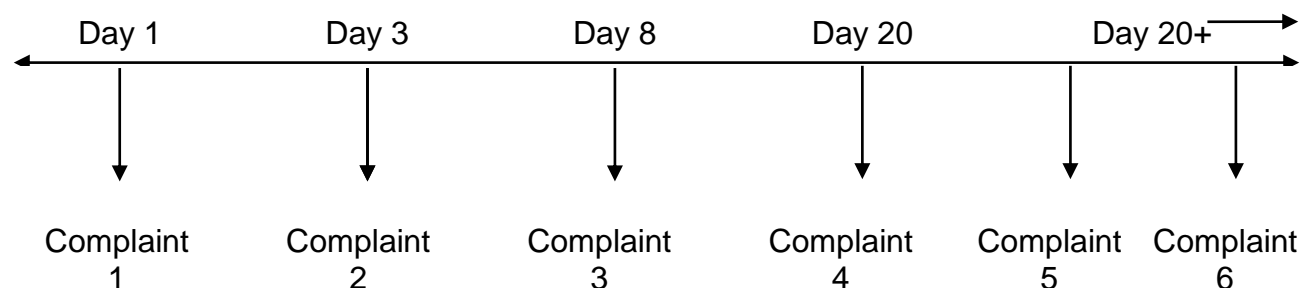 Day 1 Day 3 Day 8 Day 20 Day 20+
Complaint Complaint Complaint Complaint Complaint Complaint
1 2 3 4 5 6